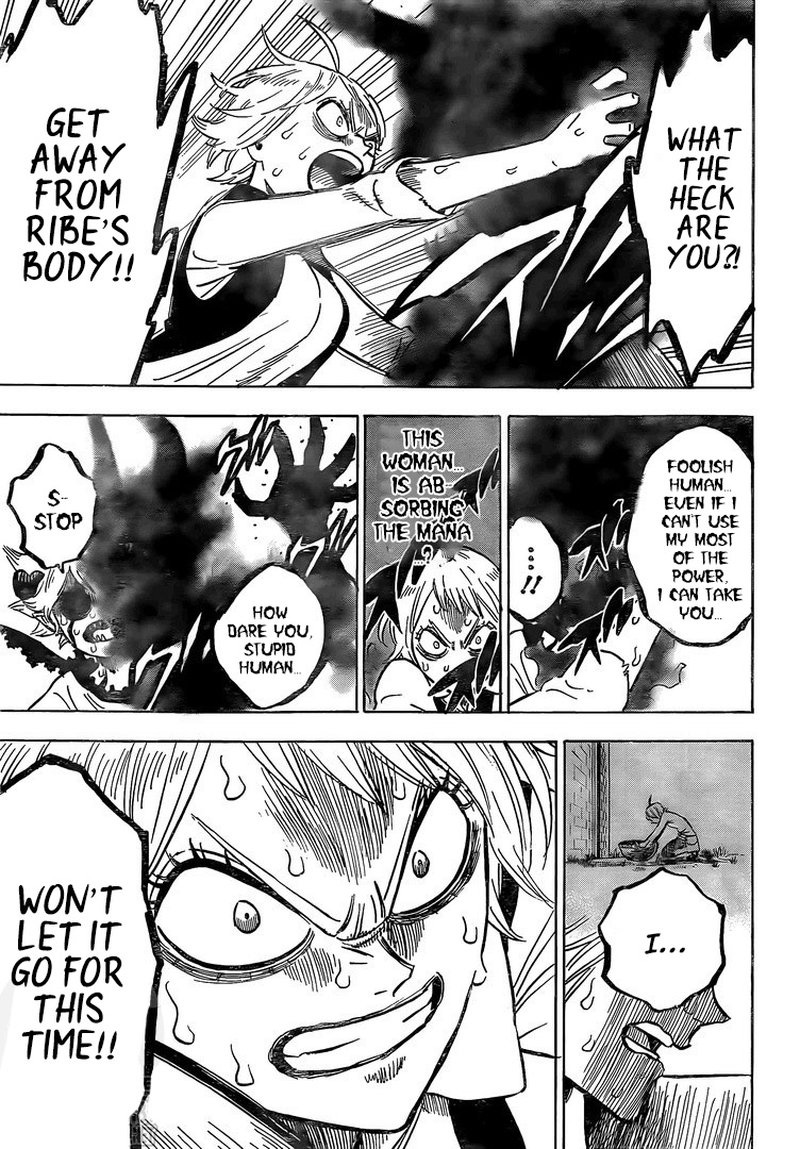 WHAT
THE
HECK
ARE
YOU?!
GET
AWAY
FROM
RIBE'S
BODY!!
FOOLISH
HUMAN...
EVEN IF I
CAN'T USE
MY MOST
OF THE
POWER,
I CAN TAKE
YOU...
...!!
THIS
WOMAN...
IS AB-
SORBING
THE MANA
...?
HOW
DARE YOU,
STUPID
HUMAN...
S--
STOP
I...
WON'T
LET IT
GO FOR
THIS
TIME!!